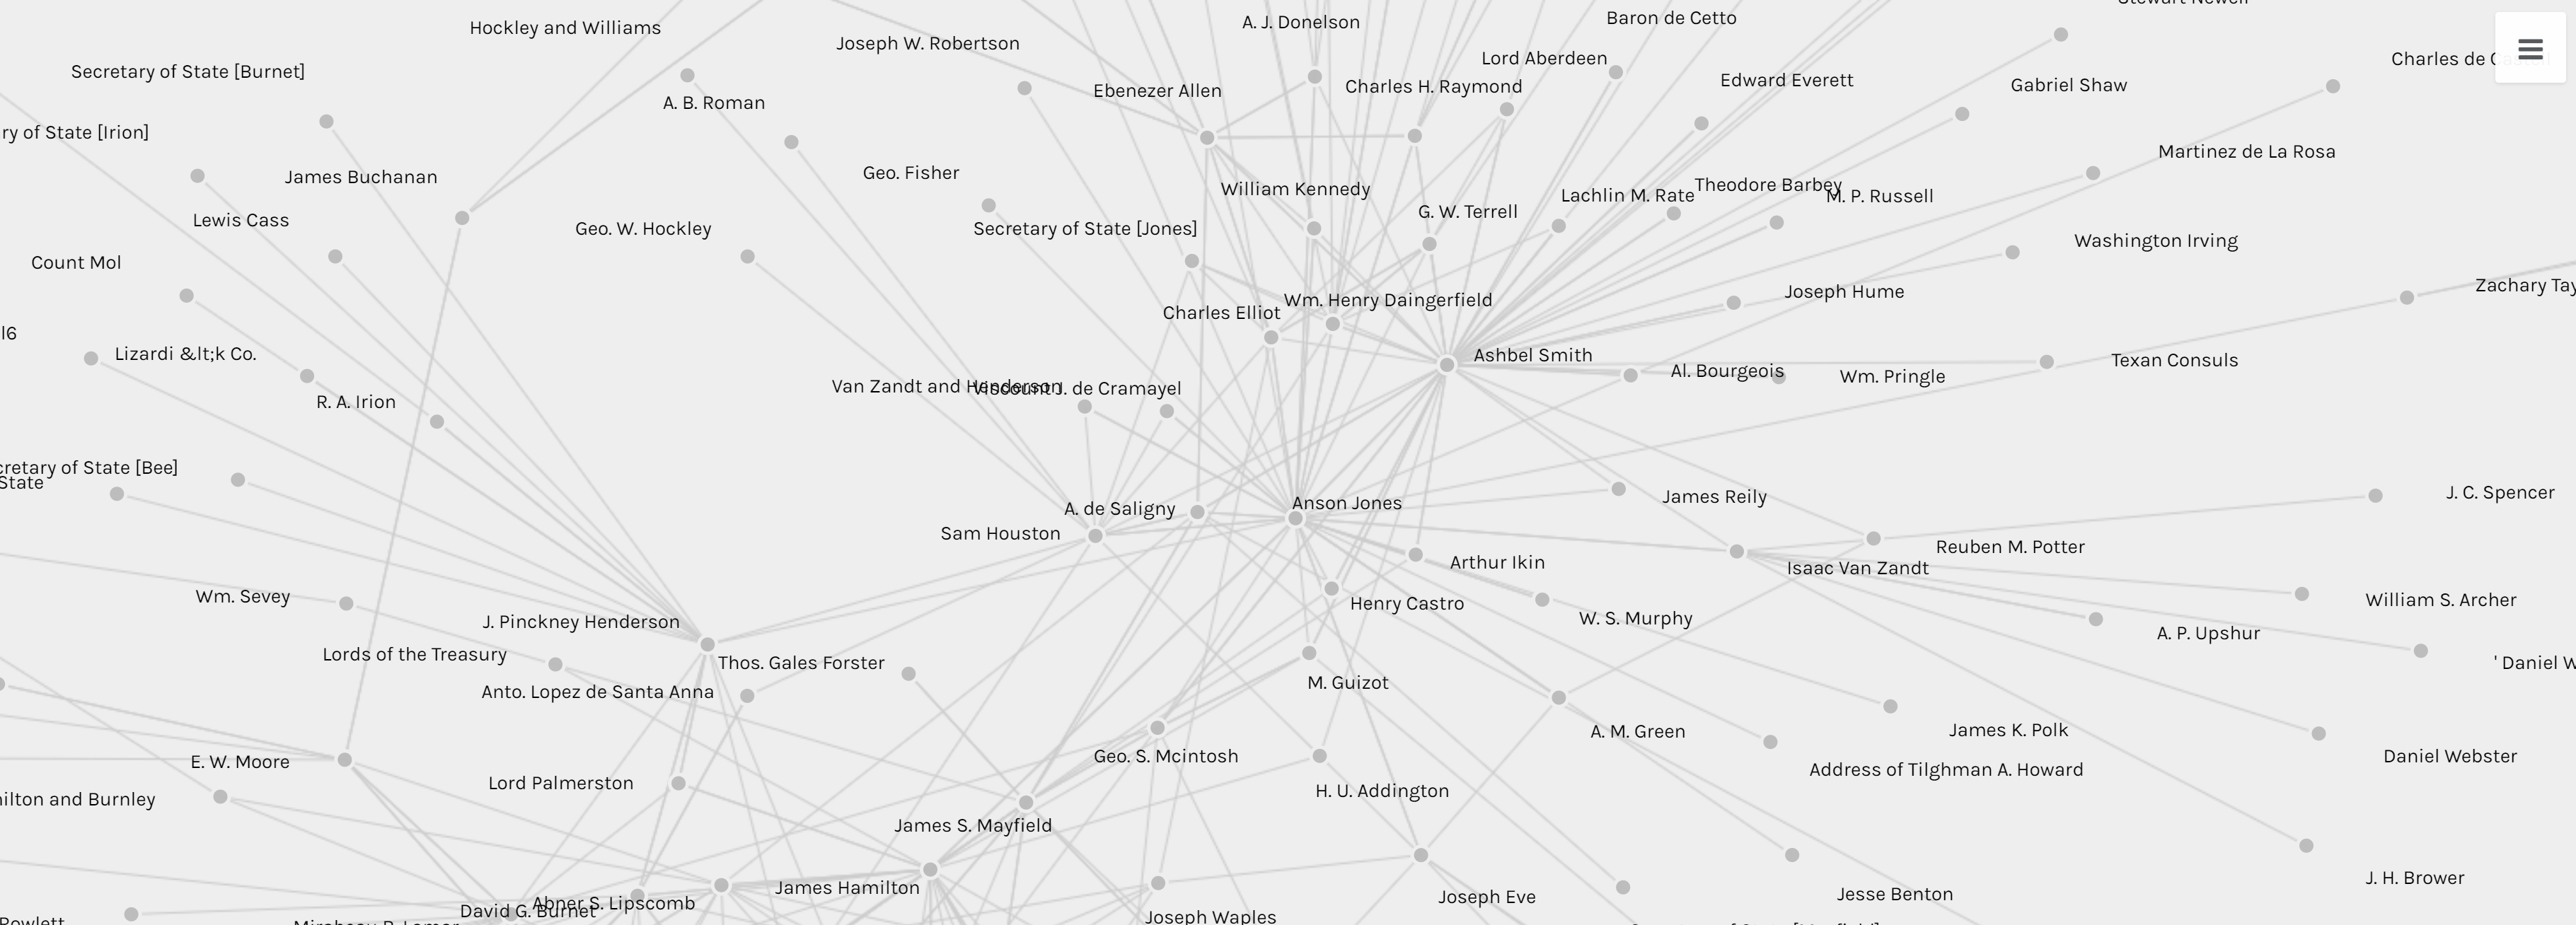 Stewart Newell
Baron de Cetto
A. J. Donelson
Hockley and Williams
Joseph W. Robertson
Lord Aberdeen
Charles de
Secretary of State [Burnet]
Edward Everett
Gabriel Shaw
Charles H. Raymond
Ebenezer Allen
A. B. Roman
ry of State [Irion]
Martinez de La Rosa
Geo. Fisher
James Buchanan
Theodore Barbey
William Kennedy
Lachlin M. Rate
M. P. Russell
G. W. Terrell
Lewis Cass
Geo. W. Hockley
Secretary of State [Jones]
Washington Irving
Count Mol
Zachary Tay
Joseph Hume
Wm. Henry Daingerfield
Charles Elliot
l6
Lizardi &lt;k Co.
Ashbel Smith
Texan Consuls
Al. Bourgeois
Wm. Pringle
Van Zandt and Henderson
Viscount J. de Cramayel
R. A. Irion
cretary of State [Bee]
State
J. C. Spencer
James Reily
Anson Jones
A. de Saligny
Sam Houston
Reuben M. Potter
Arthur Ikin
Isaac Van Zandt
Wm. Sevey
William S. Archer
Henry Castro
W. S. Murphy
J. Pinckney Henderson
A. P. Upshur
Lords of the Treasury
Thos. Gales Forster
' Daniel W
M. Guizot
Anto. Lopez de Santa Anna
A. M. Green
James K. Polk
Geo. S. Mcintosh
Daniel Webster
E. W. Moore
Address of Tilghman A. Howard
Lord Palmerston
H. U. Addington
ilton and Burnley
James S. Mayfield
J. H. Brower
James Hamilton
Jesse Benton
Joseph Eve
Abner S. Lipscomb
David G. Burnet
Joseph Waples
Rowlett
Mirabeau B. Lamar